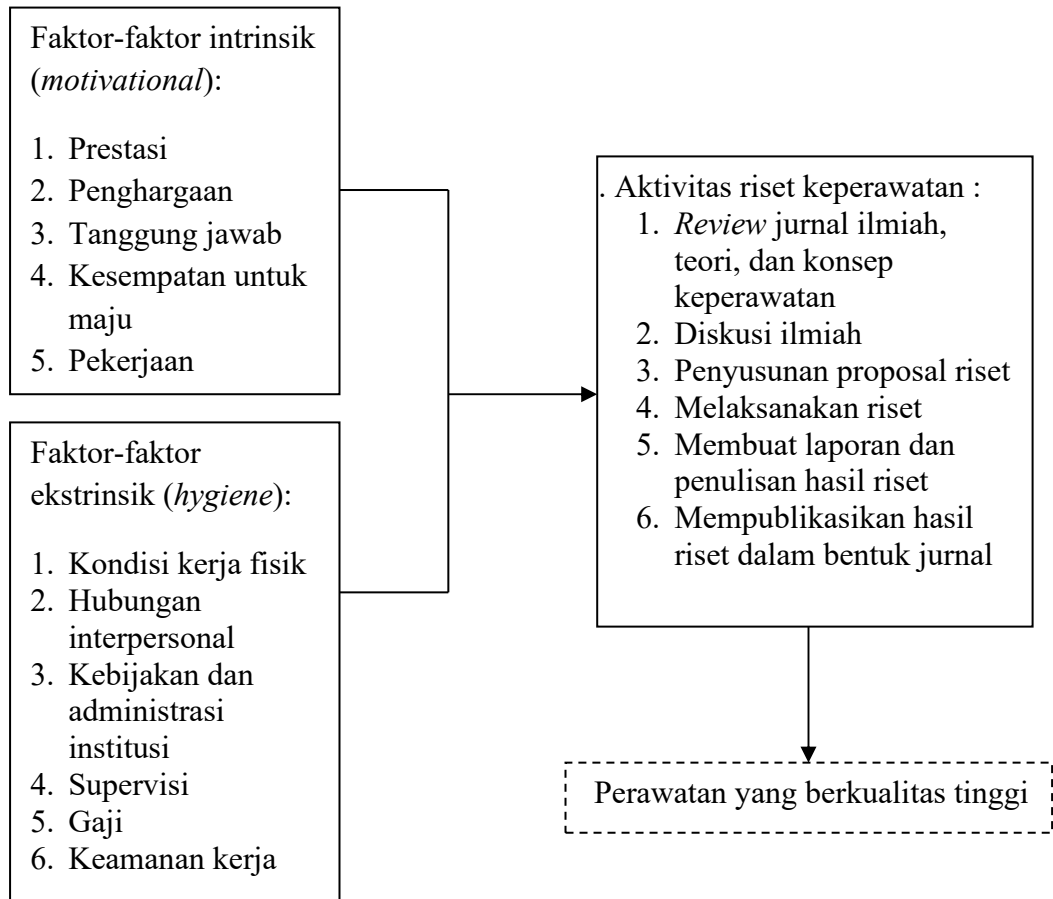 Faktor-faktor intrinsik
(motivational):
1. Prestasi
2. Penghargaan
3. Tanggung jawab
4. Kesempatan untuk
maju
5. Pekerjaan
Faktor-faktor
ekstrinsik (hygiene):
1. Kondisi kerja fisik
2. Hubungan
interpersonal
3. Kebijakan dan
administrasi
institusi
4. Supervisi
5. Gaji
6. Keamanan kerja
. Aktivitas riset keperawatan :
1. Review jurnal ilmiah,
teori, dan konsep
keperawatan
2. Diskusi ilmiah
3. Penyusunan proposal riset
4. Melaksanakan riset
5. Membuat laporan dan
penulisan hasil riset
6. Mempublikasikan hasil
riset dalam bentuk jurnal
Perawatan yang berkualitas tinggi